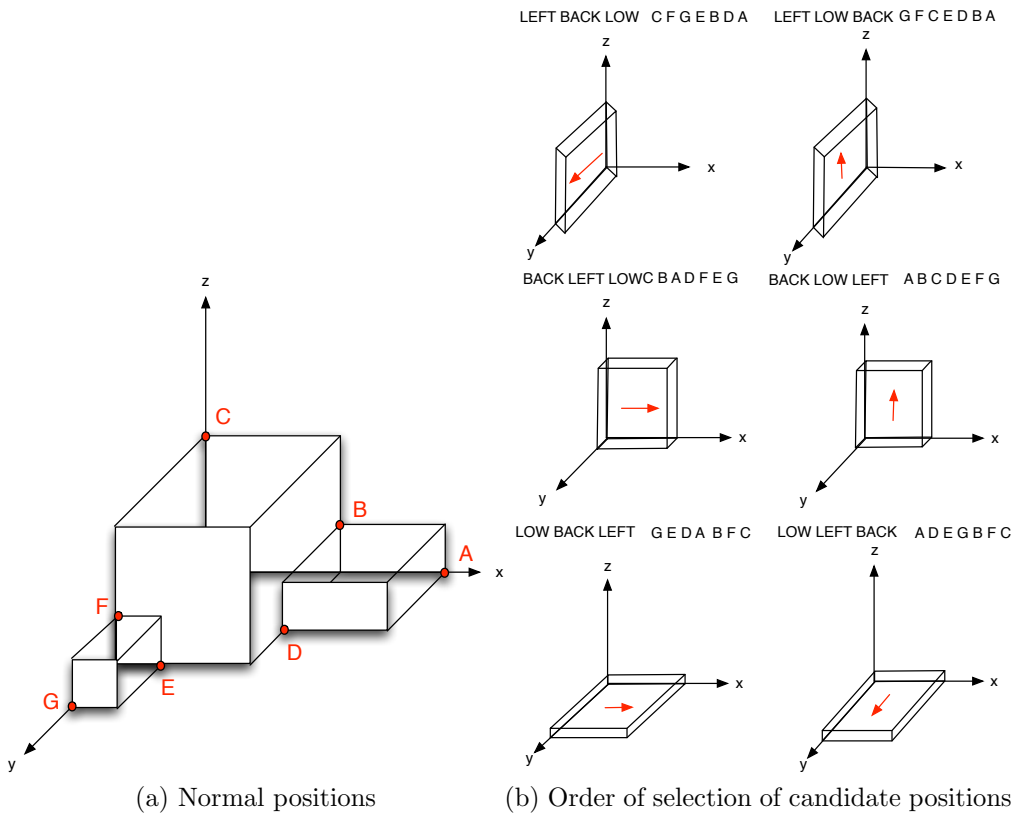 LEFT BACK LOW C F G E B D A
LEFT LOW BACK G F C E D B A
z
z
x
x
y
y
BACK LEFT LOWC B A D F E G
BACK LOW LEFT A B C D E F G
z
z
x
x
y
y
LOW BACK LEFT G E D A B F C
LOW LEFT BACK A D E G B F C
z
z
x
x
y
y
z
C
B
A
x
F
D
E
G
y
(a) Normal positions
(b) Order of selection of candidate positions